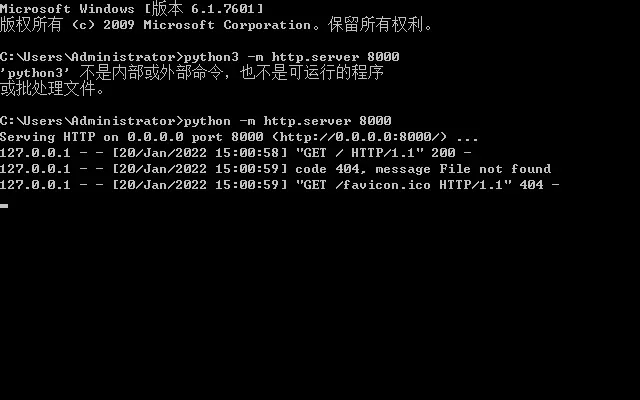 Microsoft Windows [版本 6.1.7601]
版权所有 (c) 2009 Microsoft Corporation。保留所有权利。
C:\Users\Administrator>python3 -m http.server 8000
'python3' 不是内部或外部命令，也不是可运行的程序
或批处理文件。
C:\Users\Administrator>python -m http.server 8000
Serving HTTP on 0.0.0.0 port 8000 (http://0.0.0.0:8000/) ...
127.0.0.1 - - [20/Jan/2022 15:00:58] "GET / HTTP/1.1" 200 -
127.0.0.1 - - [20/Jan/2022 15:00:59] code 404, message File not found
127.0.0.1 - - [20/Jan/2022 15:00:59] "GET /favicon.ico HTTP/1.1" 404 -